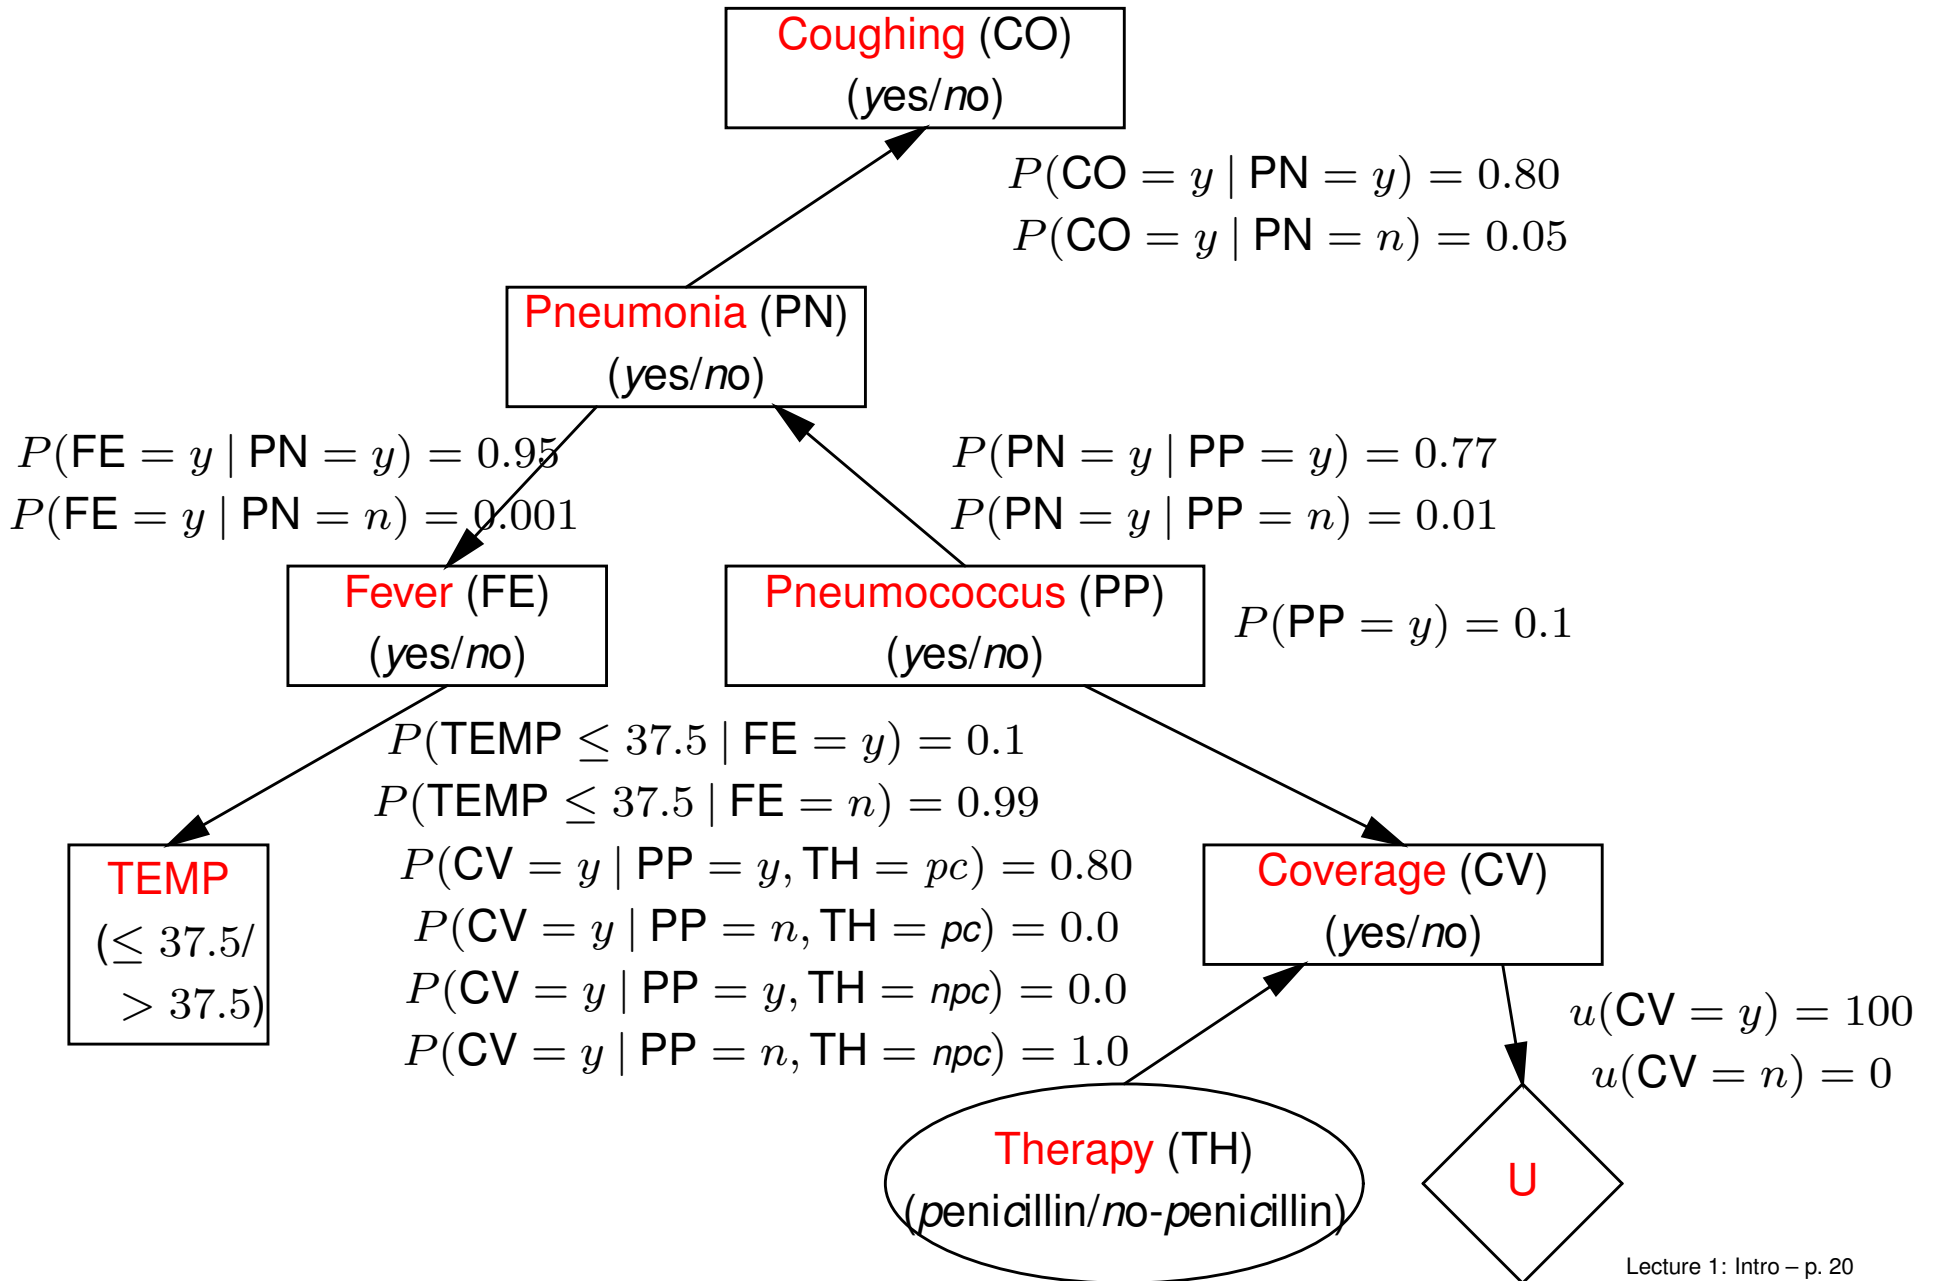 Coughing (CO)
(yes/no)
P(CO = y | PN = y) = 0.80
P(CO = y | PN = n) = 0.05
Pneumonia (PN)
(yes/no)
P(FE = y | PN = y) = 0.95
P(FE = y | PN = n) = 0.001
P(PN = y | PP = y) = 0.77
P(PN = y | PP = n) = 0.01
Fever (FE)
(yes/no)
Pneumococcus (PP)
(yes/no)
P(PP = y) = 0.1
P(TEMP ≤ 37.5 | FE = y) = 0.1
P(TEMP ≤ 37.5 | FE = n) = 0.99
P(CV = y | PP = y, TH = pc) = 0.80
P(CV = y | PP = n, TH = pc) = 0.0
P(CV = y | PP = y, TH = npc) = 0.0
P(CV = y | PP = n, TH = npc) = 1.0
TEMP
(≤ 37.5/
> 37.5)
Coverage (CV)
(yes/no)
u(CV = y) = 100
u(CV = n) = 0
Therapy (TH)
(penicillin/no-penicillin)
U
Lecture 1: Intro – p. 20